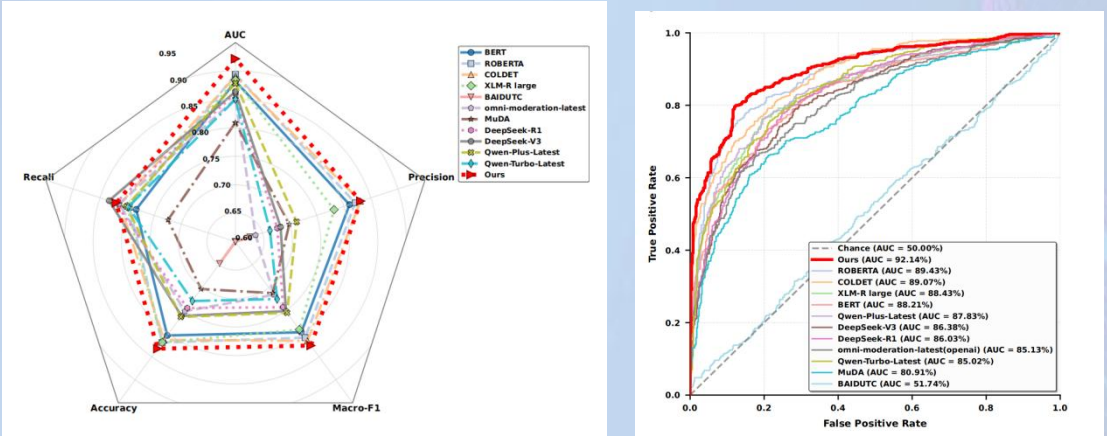 AUC
0.95
0.90
0.85
0.80
0.75
0.70
0.65
0.60
Recall
Precision
Accuracy
Macro-F1
BERT
ROBERTA
COLDET
XLM-R large
BAIDUTC
omni-moderation-latest
MuDA
DeepSeek-R1
DeepSeek-V3
Qwen-Plus-Latest
Qwen-Turbo-Latest
Ours
True Positive Rate
1.0
0.8
0.6
0.4
0.2
0.0
Chance (AUC = 50.00%)
Ours (AUC = 92.14%)
ROBERTA (AUC = 89.43%)
COLDET (AUC = 89.07%)
XLM-R large (AUC = 88.43%)
BERT (AUC = 88.21%)
Qwen-Plus-Latest (AUC = 87.83%)
DeepSeek-V3 (AUC = 86.38%)
DeepSeek-R1 (AUC = 86.03%)
omni-moderation-latest(openai) (AUC = 85.13%)
Qwen-Turbo-Latest (AUC = 85.02%)
MuDA (AUC = 80.91%)
BAIDUTC (AUC = 51.74%)
0.0 0.2 0.4 0.6 0.8 1.0
False Positive Rate